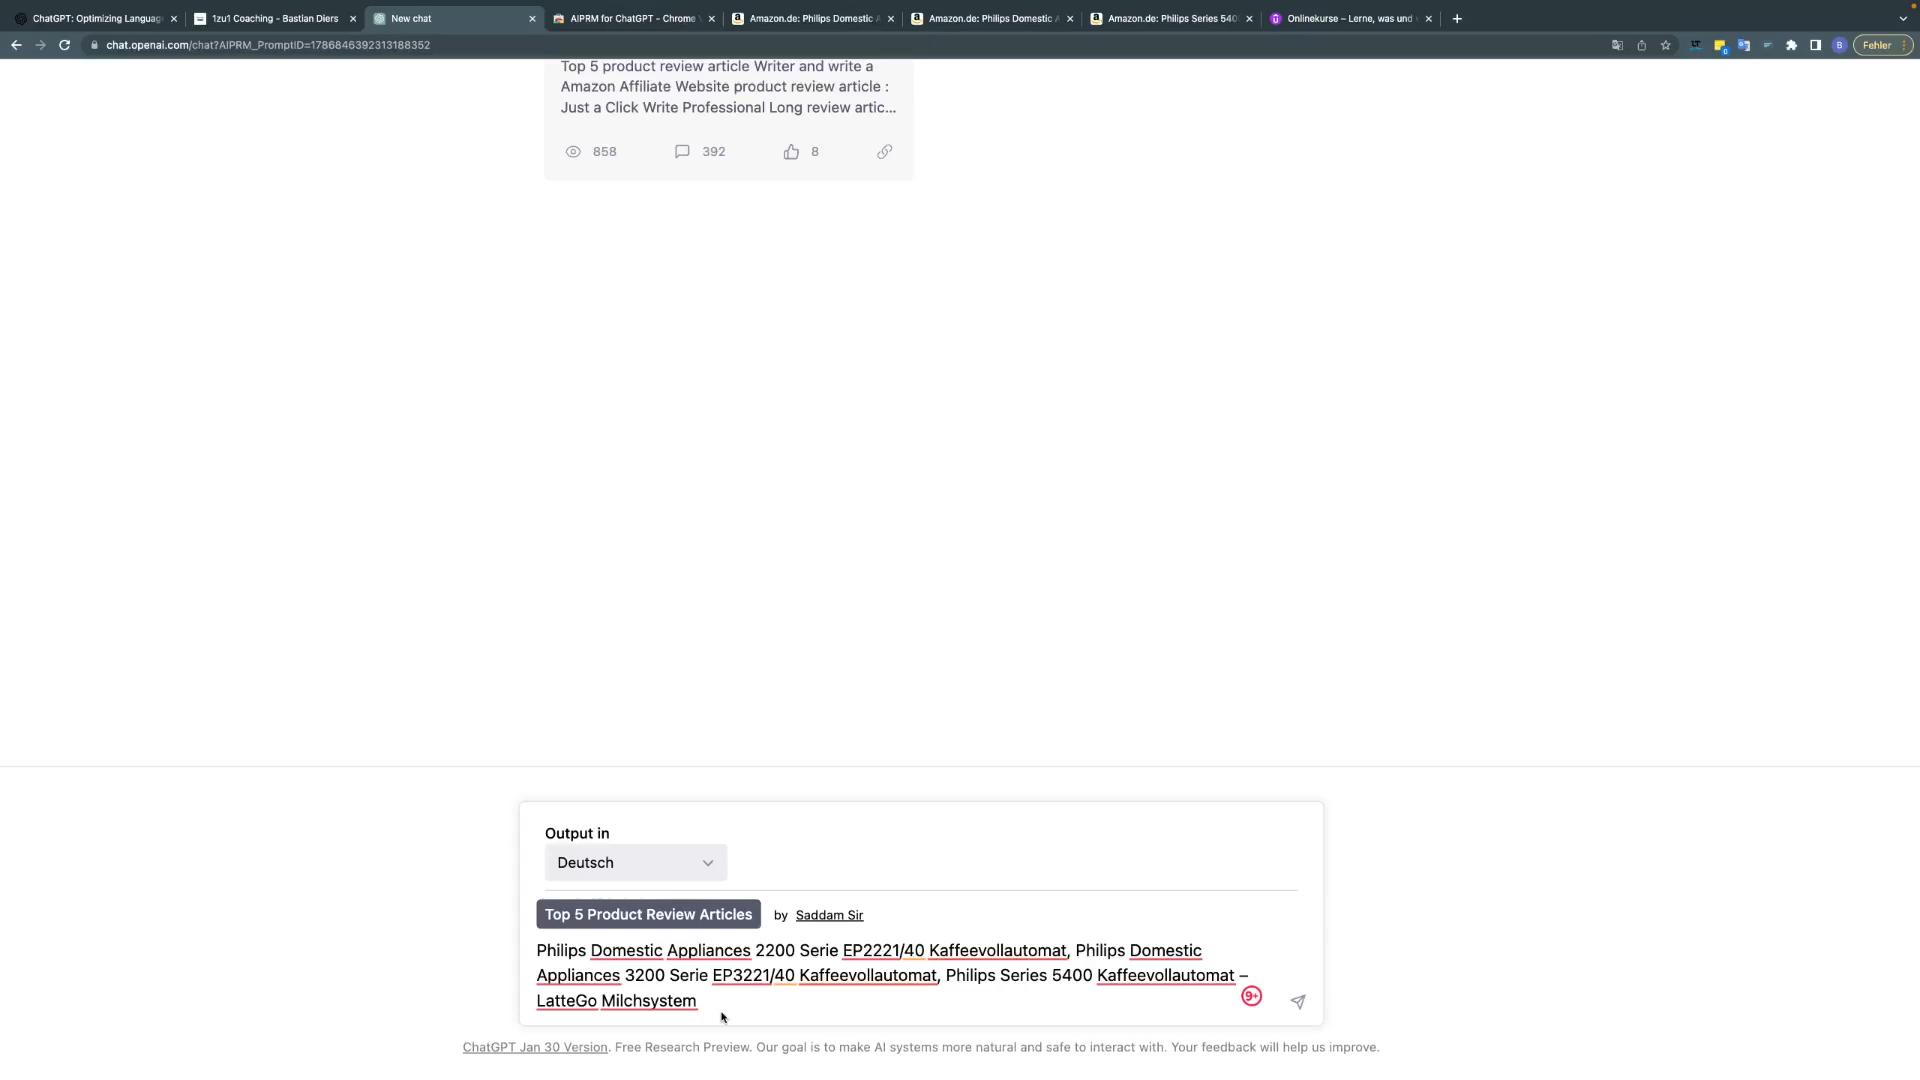 ChatGPT: Optimizing Languag
1zu1 Coaching - Bastian Diers
New chat
AIPRM for ChatGPT - Chrome
Amazon.de: Philips Domestic A
Amazon.de: Philips Domestic A
Amazon.de: Philips Series 540
Onlinekurse – Lerne, was und
chat.openai.com/chat?AIPRM_PromptID=1786846392313188352
Fehler
Top 5 product review article Writer and write a
Amazon Affiliate Website product review article :
Just a Click Write Professional Long review artic...
858 392 8
Output in
Deutsch
Top 5 Product Review Articles by Saddam Sir
Philips Domestic Appliances 2200 Serie EP2221/40 Kaffeevollautomat, Philips Domestic
Appliances 3200 Serie EP3221/40 Kaffeevollautomat, Philips Series 5400 Kaffeevollautomat –
LatteGo Milchsystem
9+
ChatGPT Jan 30 Version. Free Research Preview. Our goal is to make AI systems more natural and safe to interact with. Your feedback will help us improve.